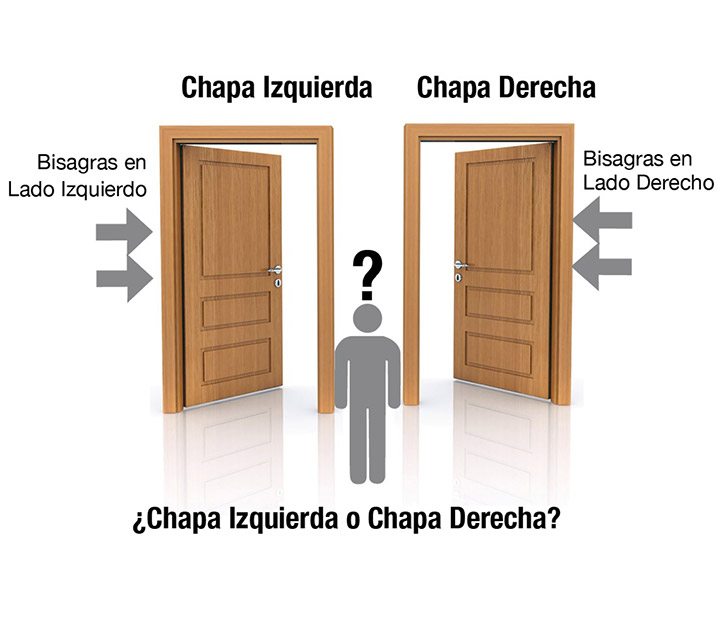 Chapa Izquierda
Chapa Derecha
Bisagras en
Lado Izquierdo
Bisagras en
Lado Derecho
?
¿Chapa Izquierda o Chapa Derecha?